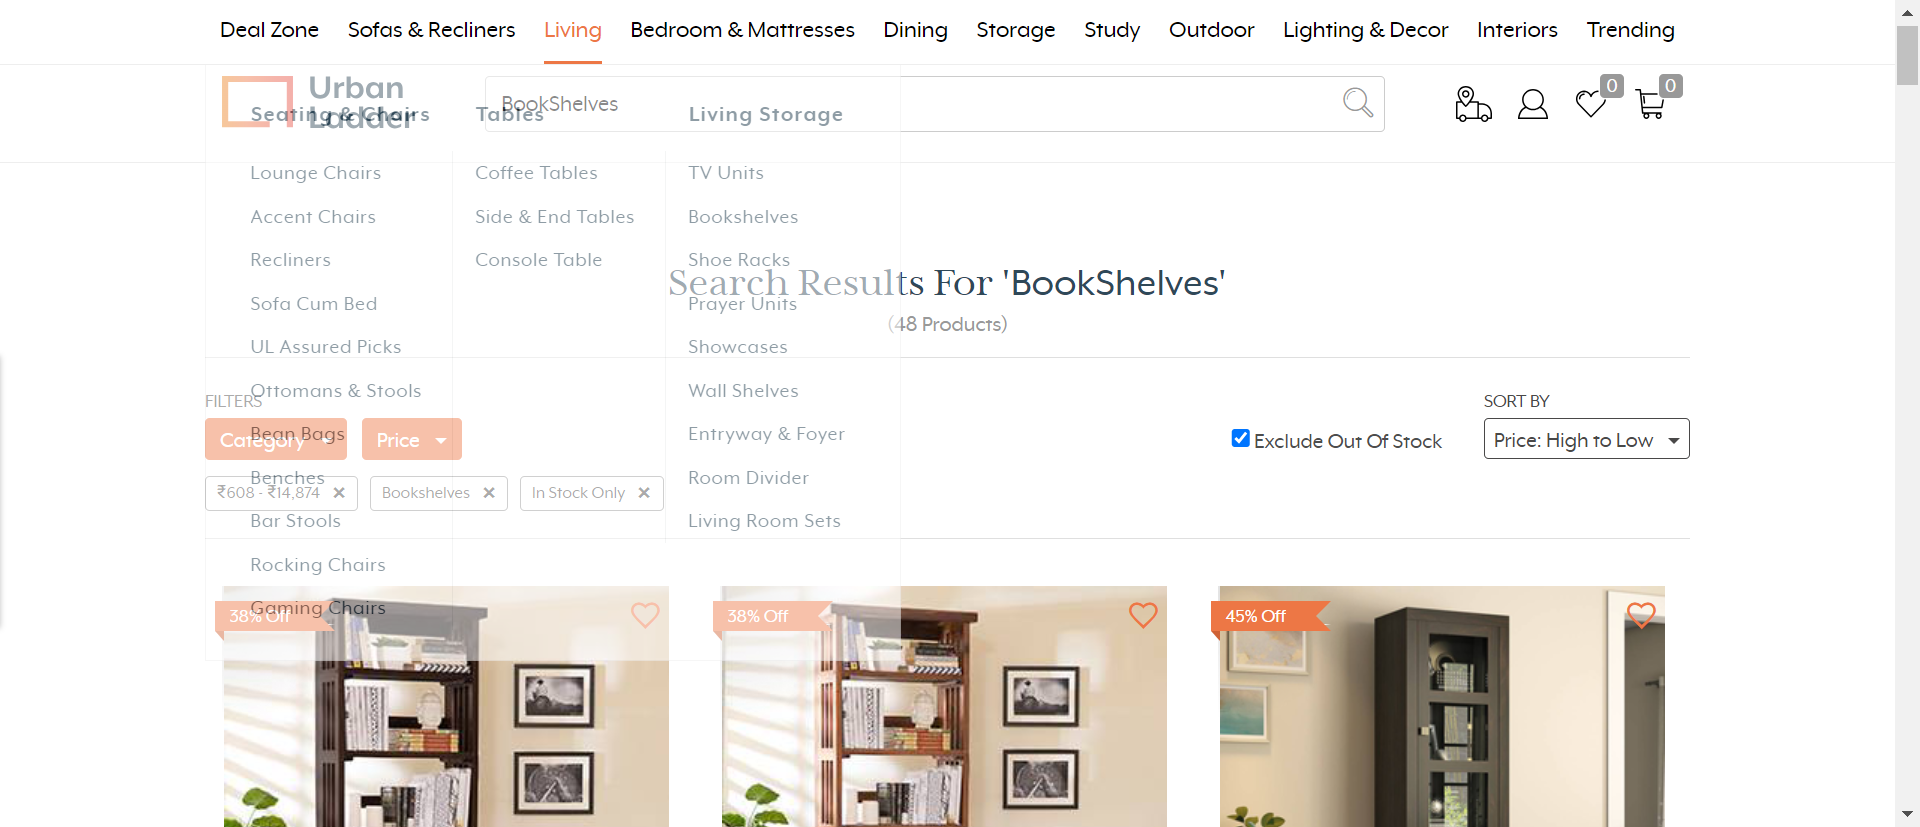 Deal Zone Sofas & Recliners Living Bedroom & Mattresses Dining Storage Study Outdoor Lighting & Decor Interiors Trending
Urban
Ladder
BookShelves
0
0
Seating & Chairs
Lounge Chairs
Accent Chairs
Recliners
Sofa Cum Bed
UL Assured Picks
Ottomans & Stools
Bean Bags
Benches
Bar Stools
Rocking Chairs
Gaming Chairs
Tables
Coffee Tables
Side & End Tables
Console Table
Living Storage
TV Units
Bookshelves
Shoe Racks
Prayer Units
Showcases
Wall Shelves
Entryway & Foyer
Room Divider
Living Room Sets
Search Results For 'BookShelves'
(48 Products)
FILTERS
Category
Price
Exclude Out Of Stock
SORT BY
Price: High to Low
₹608 - ₹14,874 ×
Bookshelves ×
In Stock Only ×
38% Off
38% Off
45% Off